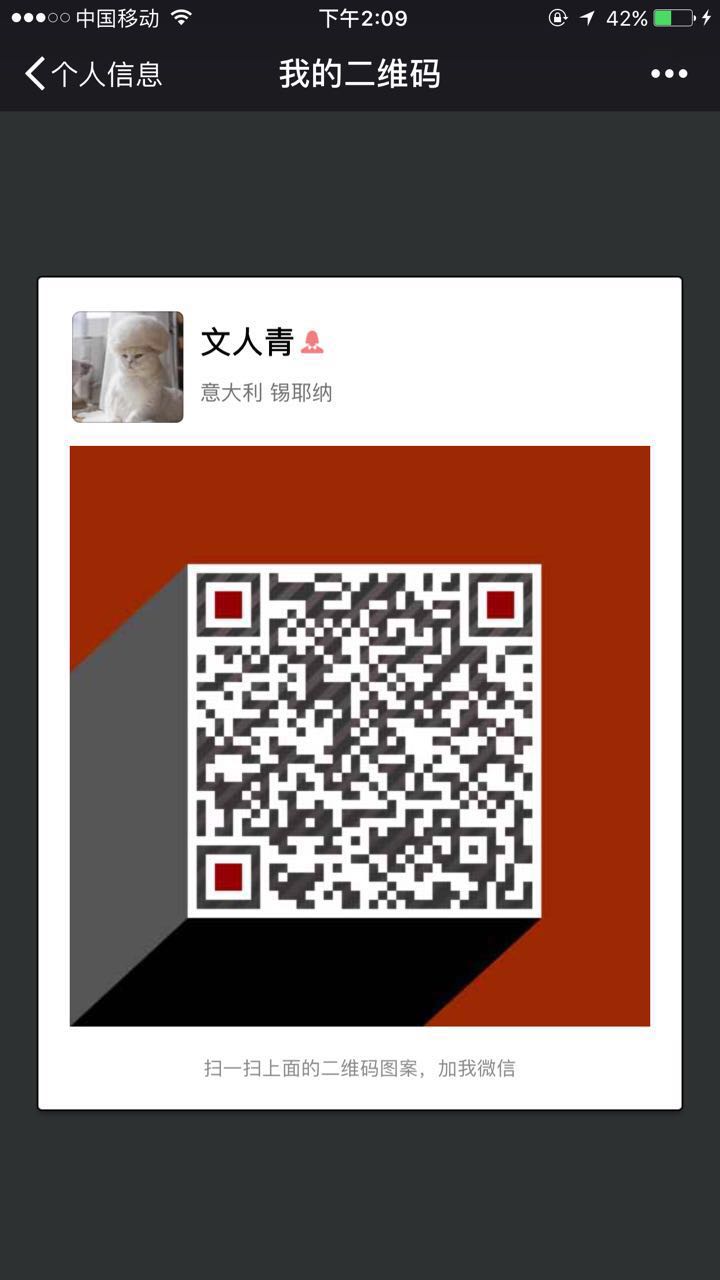 中国移动 下午2:09 42%
个人信息 我的二维码
文人青
意大利 锡耶纳
扫一扫上面的二维码图案，加我微信